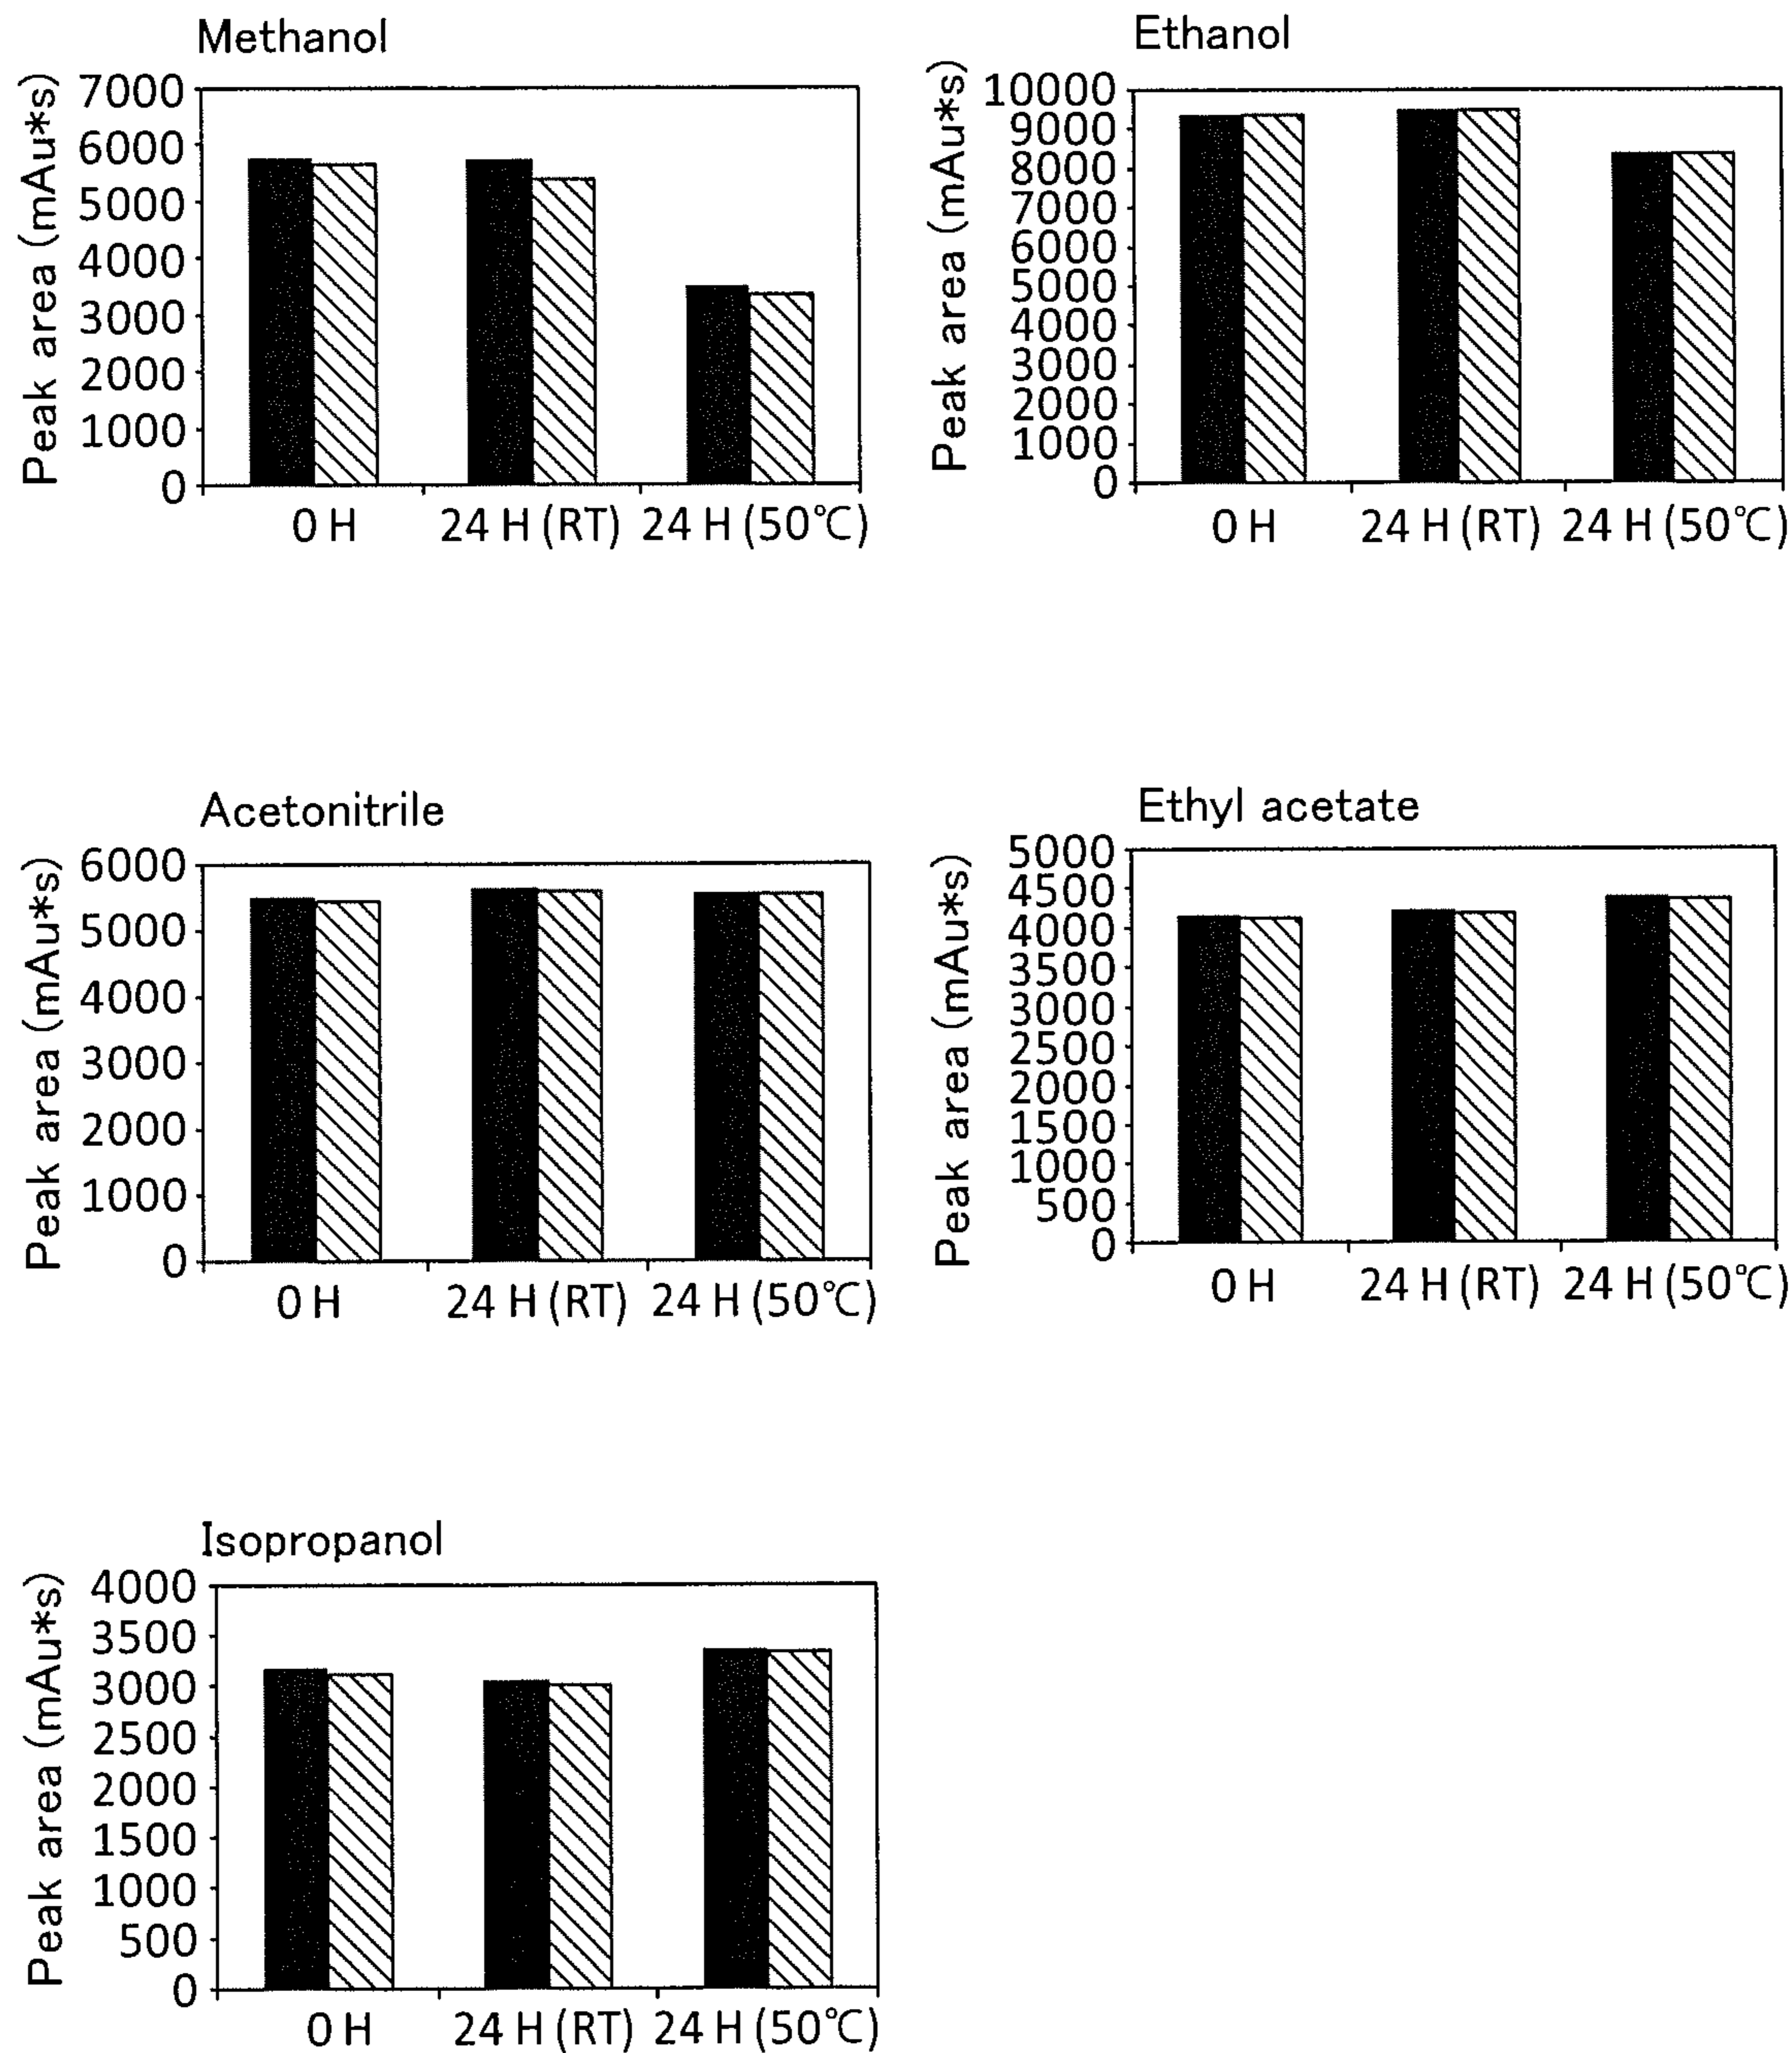 Methanol
Peak area (mAu*s)
7000
6000
5000
4000
3000
2000
1000
0
0 H
24 H (RT)
24 H (50℃)
Ethanol
Peak area (mAu*s)
10000
9000
8000
7000
6000
5000
4000
3000
2000
1000
0
0 H
24 H (RT)
24 H (50℃)
Acetonitrile
Peak area (mAu*s)
6000
5000
4000
3000
2000
1000
0
0 H
24 H (RT)
24 H (50℃)
Ethyl acetate
Peak area (mAu*s)
5000
4500
4000
3500
3000
2500
2000
1500
1000
500
0
0 H
24 H (RT)
24 H (50℃)
Isopropanol
Peak area (mAu*s)
4000
3500
3000
2500
2000
1500
1000
500
0
0 H
24 H (RT)
24 H (50℃)